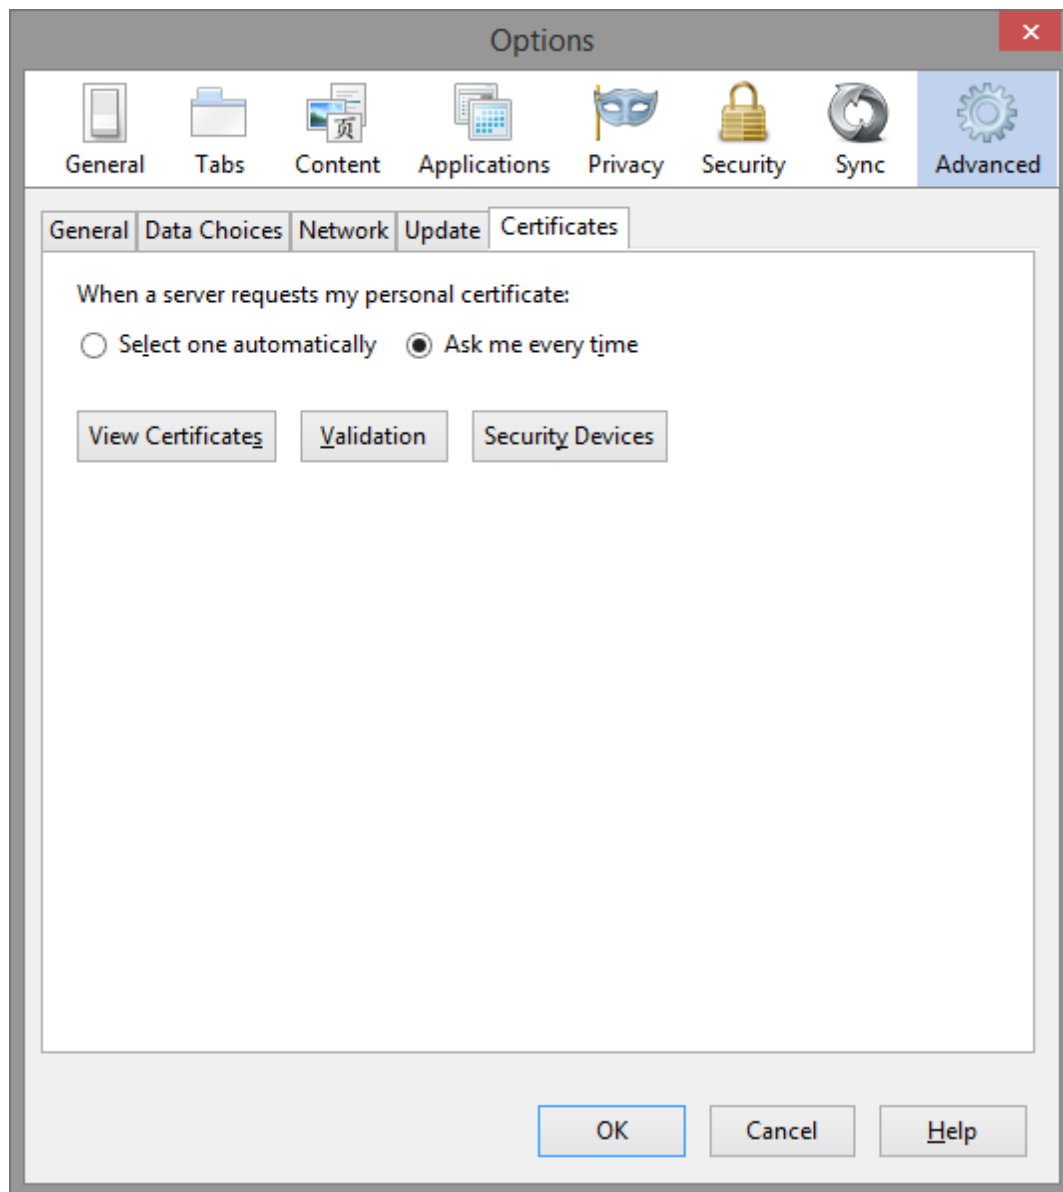 Options
页
General Tabs Content Applications Privacy Security Sync Advanced
General Data Choices Network Update Certificates
When a server requests my personal certificate:
Select one automatically Ask me every time
View Certificates Validation Security Devices
OK Cancel Help